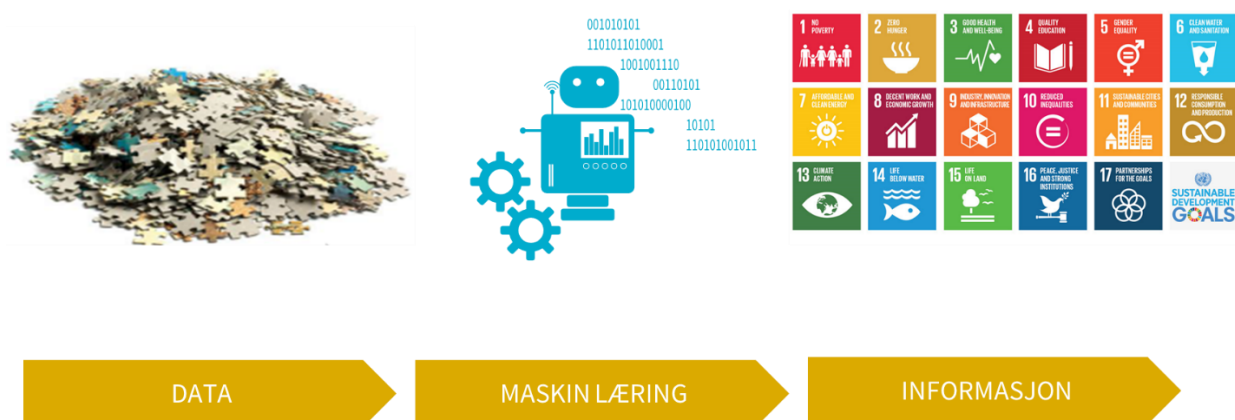 001010101
1101011010001
1001001110
00110101
101010000100
10101
110101001011
1 NO
POVERTY
2 ZERO
HUNGER
3 GOOD HEALTH
AND WELL-BEING
4 QUALITY
EDUCATION
5 GENDER
EQUALITY
6 CLEAN WATER
AND SANITATION
7 AFFORDABLE AND
CLEAN ENERGY
8 DECENT WORK AND
ECONOMIC GROWTH
9 INDUSTRY, INNOVATION
AND INFRASTRUCTURE
10 REDUCED
INEQUALITIES
11 SUSTAINABLE CITIES
AND COMMUNITIES
12 RESPONSIBLE
CONSUMPTION
AND PRODUCTION
13 CLIMATE
ACTION
14 LIFE
BELOW WATER
15 LIFE
ON LAND
16 PEACE, JUSTICE
AND STRONG
INSTITUTIONS
17 PARTNERSHIPS
FOR THE GOALS
SUSTAINABLE
DEVELOPMENT
GOALS
DATA
MASKIN LÆRING
INFORMASJON